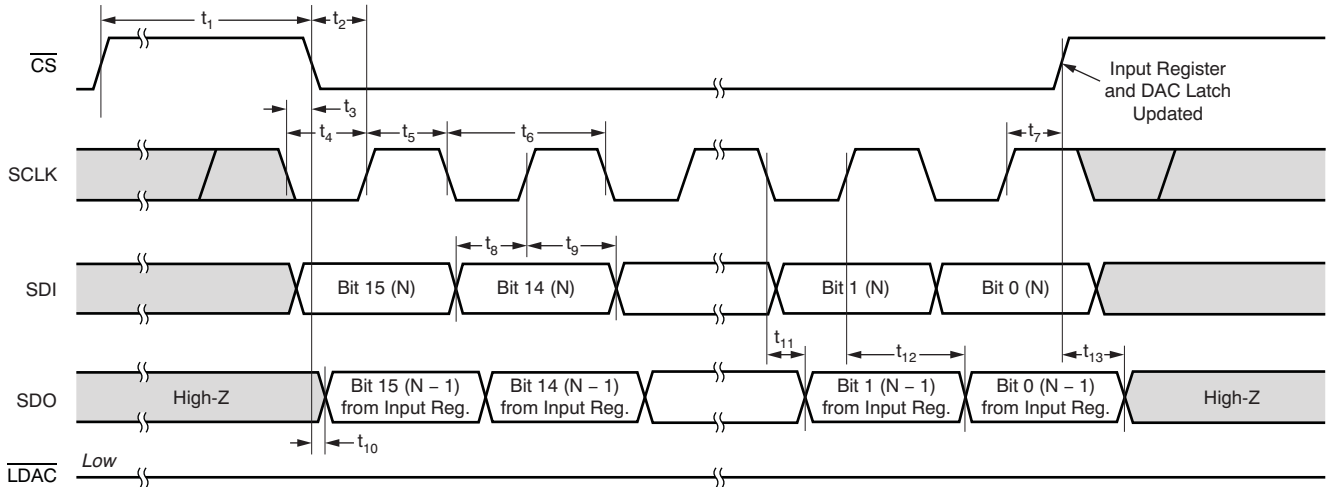 t1 t2
CS
Input Register
and DAC Latch
Updated
t3
t4 t5 t6 t7
SCLK
t8 t9
SDI
Bit 15 (N) Bit 14 (N) Bit 1 (N) Bit 0 (N)
t11 t12 t13
SDO
High-Z
Bit 15 (N − 1)
from Input Reg.
Bit 14 (N − 1)
from Input Reg.
Bit 1 (N − 1)
from Input Reg.
Bit 0 (N − 1)
from Input Reg.
High-Z
t10
LDAC
Low